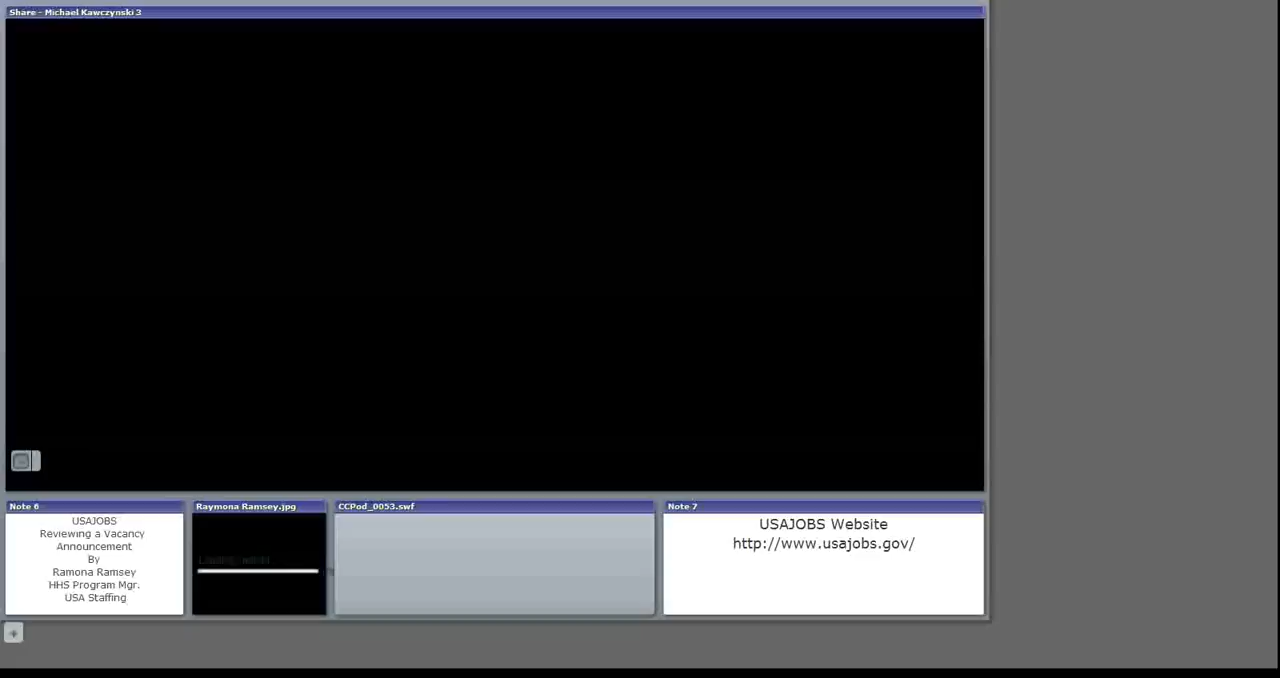 Share - Michael Kawczynski 3
Note 6
USAJOBS
Reviewing a Vacancy
Announcement
By
Ramona Ramsey
HHS Program Mgr.
USA Staffing
Raymona Ramsey.jpg
CCPod_0053.swf
Note 7
USAJOBS Website
http://www.usajobs.gov/